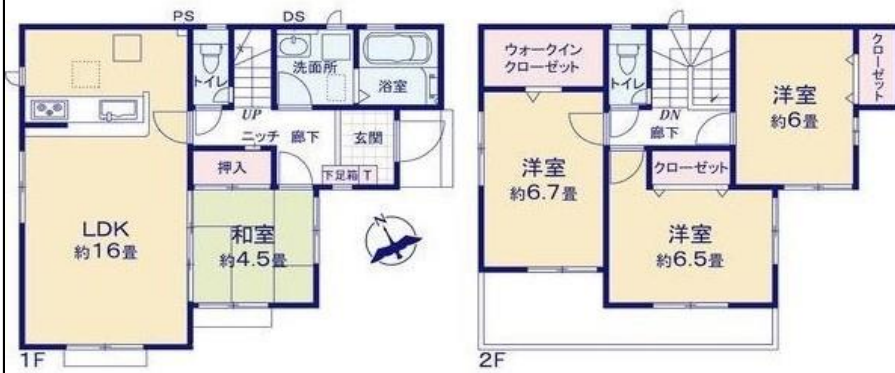 PS
DS
トイレ
洗面所
浴室
UP
ニッチ
廊下
玄関
押入
下足箱
T
LDK
約16畳
和室
約4.5畳
N
1F
ウォークイン
クローゼット
トイレ
DN
廊下
洋室
約6畳
クローゼット
洋室
約6.7畳
クローゼット
洋室
約6.5畳
2F